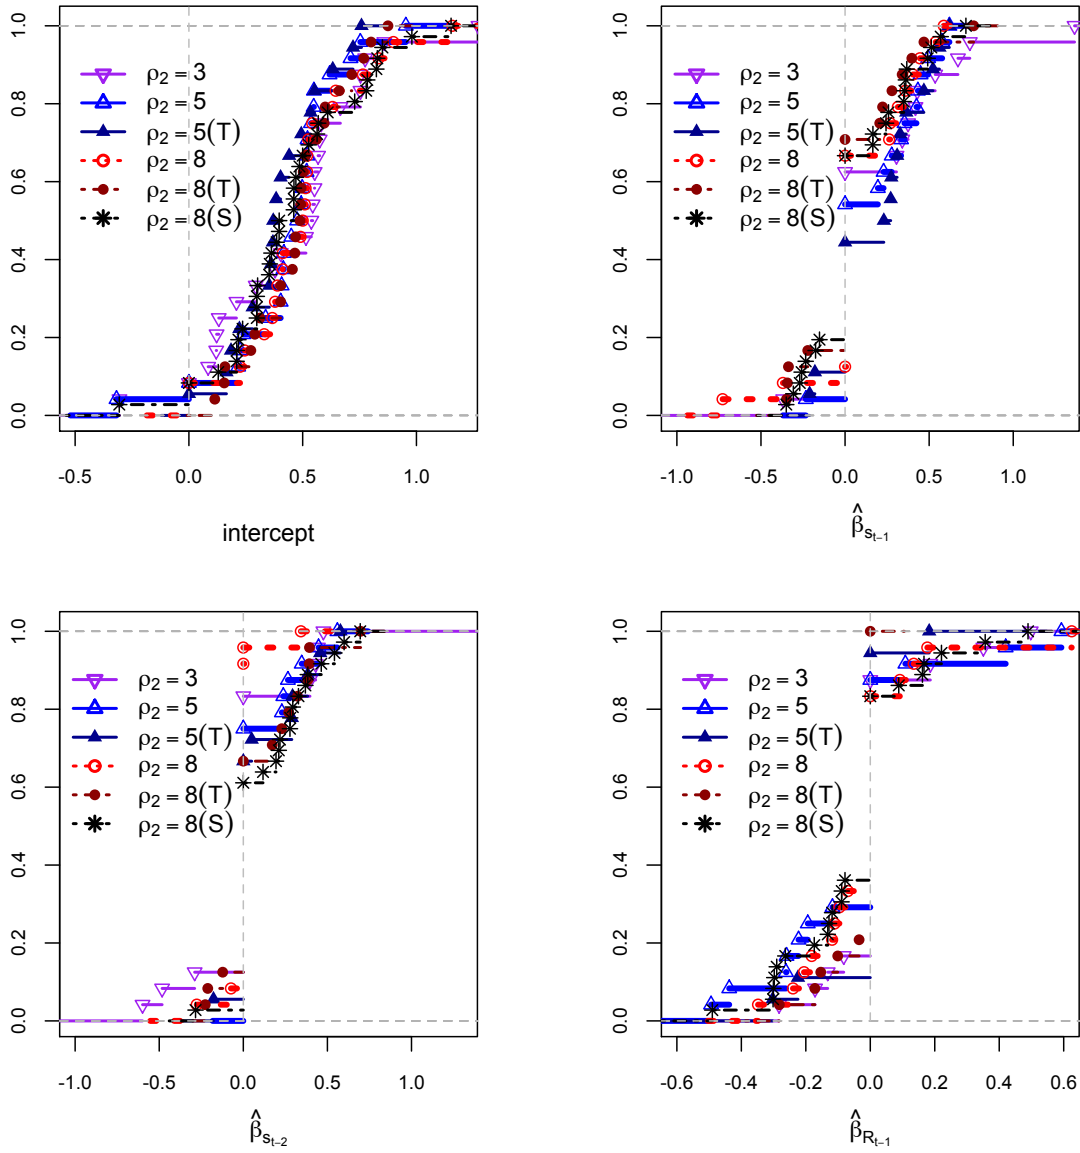 1.0
0.8
0.6
0.4
0.2
0.0
ρ₂ = 3
ρ₂ = 5
ρ₂ = 5(T)
ρ₂ = 8
ρ₂ = 8(T)
ρ₂ = 8(S)
-0.5 0.0 0.5 1.0
intercept
1.0
0.8
0.6
0.4
0.2
0.0
ρ₂ = 3
ρ₂ = 5
ρ₂ = 5(T)
ρ₂ = 8
ρ₂ = 8(T)
ρ₂ = 8(S)
-1.0 -0.5 0.0 0.5 1.0
β̂ₛₜ₋₁
1.0
0.8
0.6
0.4
0.2
0.0
ρ₂ = 3
ρ₂ = 5
ρ₂ = 5(T)
ρ₂ = 8
ρ₂ = 8(T)
ρ₂ = 8(S)
-1.0 -0.5 0.0 0.5 1.0
β̂ₛₜ₋₂
1.0
0.8
0.6
0.4
0.2
0.0
ρ₂ = 3
ρ₂ = 5
ρ₂ = 5(T)
ρ₂ = 8
ρ₂ = 8(T)
ρ₂ = 8(S)
-0.6 -0.4 -0.2 0.0 0.2 0.4 0.6
β̂Rₜ₋₁